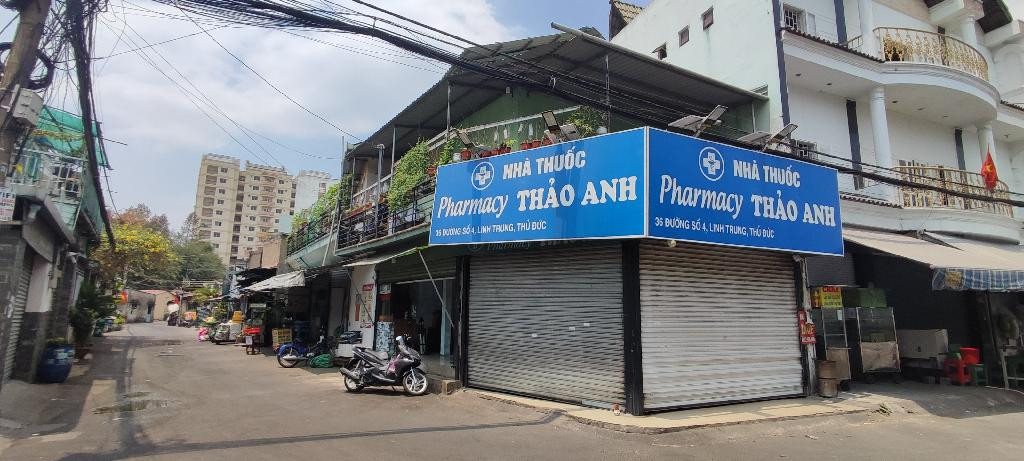 NHÀ THUỐC
Pharmacy THẢO ANH
36 ĐƯỜNG SỐ 4, LINH TRUNG, THỦ ĐỨC
NHÀ THUỐC
Pharmacy THẢO ANH
36 ĐƯỜNG SỐ 4, LINH TRUNG, THỦ ĐỨC
Pharmacy